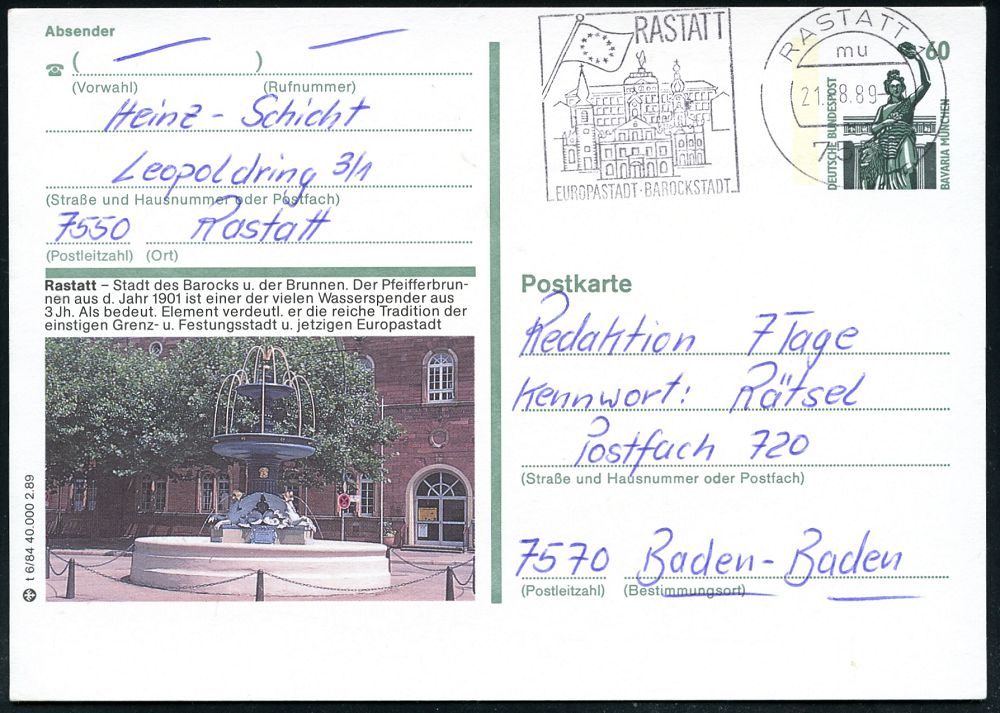 Absender
( )
(Vorwahl) (Rufnummer)
Heinz - Schicht
Leopoldring 3/1
(Straße und Hausnummer oder Postfach)
7550 Rastatt
(Postleitzahl) (Ort)
Rastatt – Stadt des Barocks u. der Brunnen. Der Pfeifferbrun-
nen aus d. Jahr 1901 ist einer der vielen Wasserspender aus
3 Jh. Als bedeut. Element verdeutl. er die reiche Tradition der
einstigen Grenz- u. Festungsstadt u. jetzigen Europastadt
t 6/84 40.000 2.89
RASTATT
EUROPASTADT · BAROCKSTADT
RASTATT
mu
21. 8.89
75
60
DEUTSCHE BUNDESPOST
BAVARIA MÜNCHEN
Postkarte
Redaktion 7 Tage
Kennwort: Rätsel
Postfach 720
(Straße und Hausnummer oder Postfach)
7570 Baden-Baden
(Postleitzahl) (Bestimmungsort)